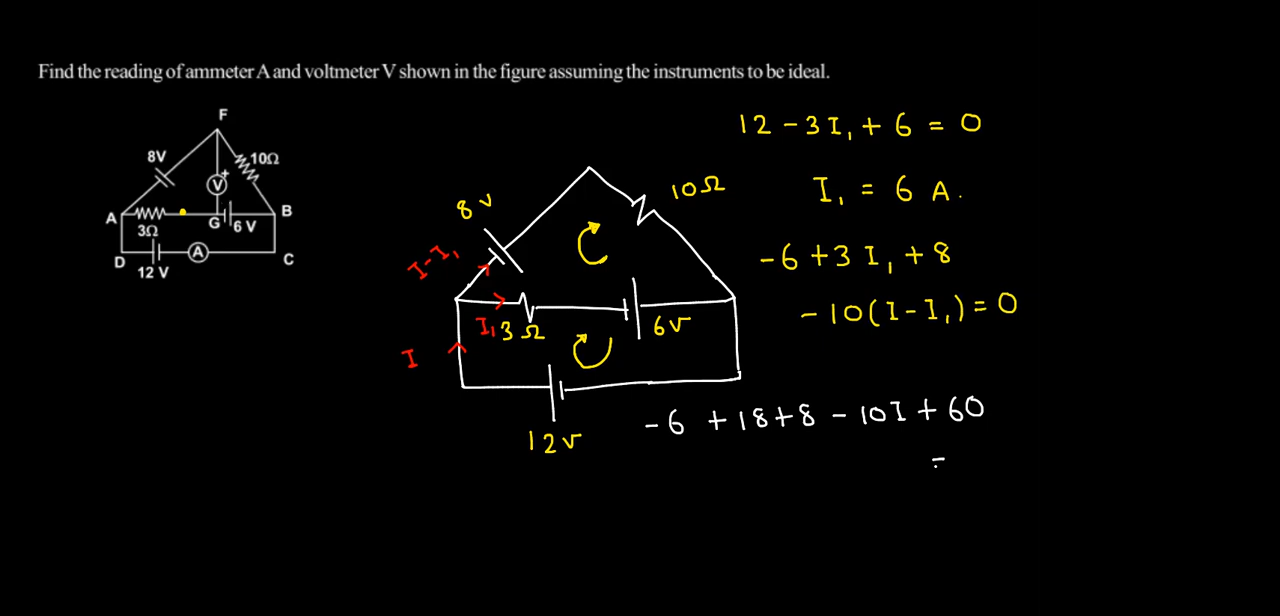 Find the reading of ammeter A and voltmeter V shown in the figure assuming the instruments to be ideal.
F
8V
10Ω
V
+
A
3Ω
G
6 V
B
D
12 V
A
C
8 V
10Ω
I-I₁
I₁
3Ω
6V
I
12V
12 - 3I₁ + 6 = 0
I₁ = 6 A.
-6 + 3 I₁ + 8
- 10(I-I₁) = 0
-6 + 18 + 8 - 10I + 60
=